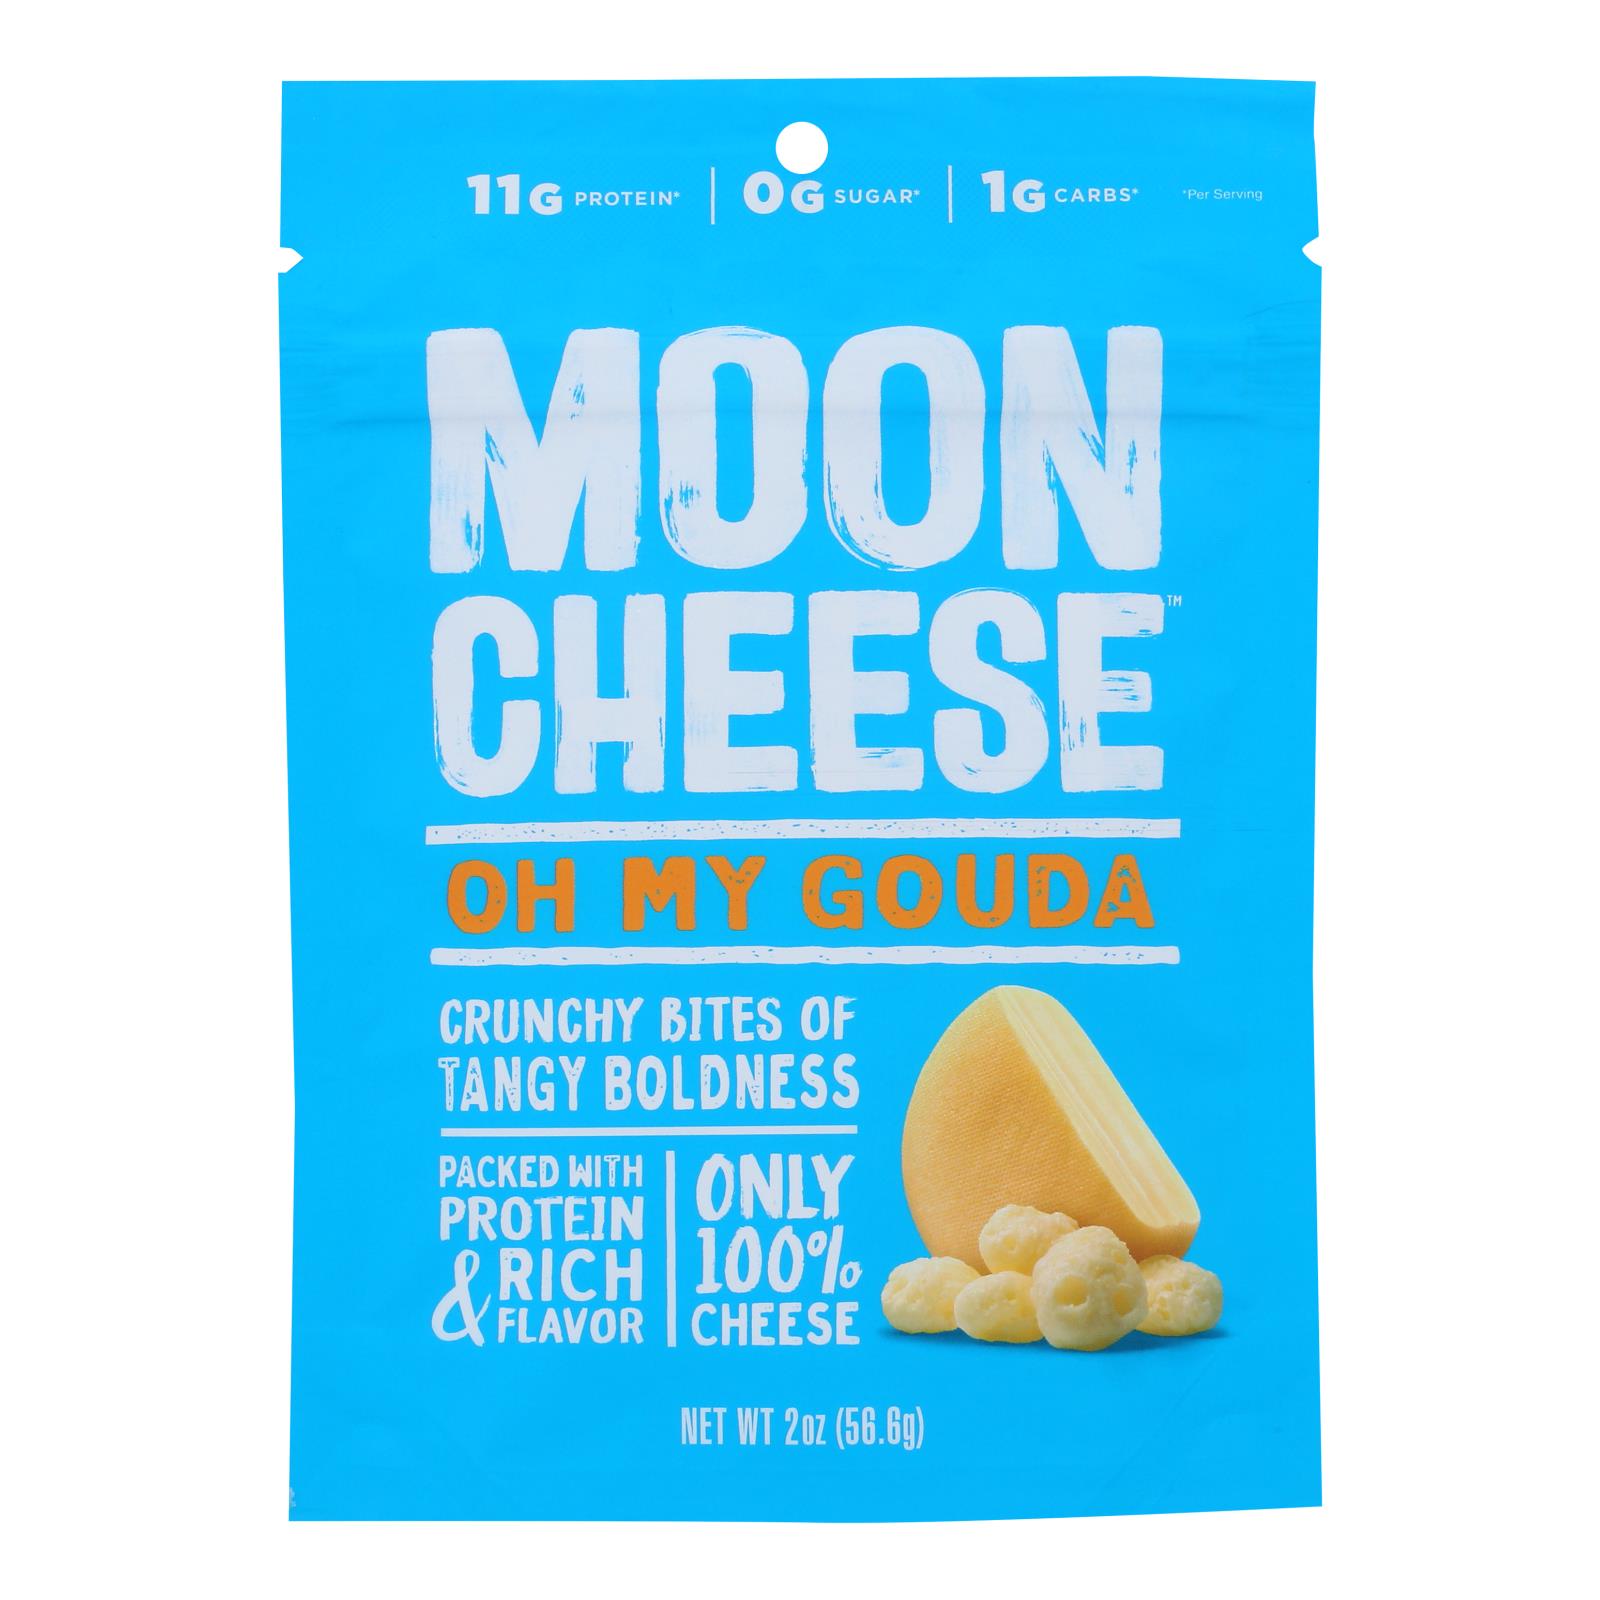 11G PROTEIN* | 0G SUGAR* | 1G CARBS* *Per Serving
MOON
CHEESE™
OH MY GOUDA
CRUNCHY BITES OF
TANGY BOLDNESS
PACKED WITH
PROTEIN
& RICH
FLAVOR
ONLY
100%
CHEESE
NET WT 2oz (56.6g)